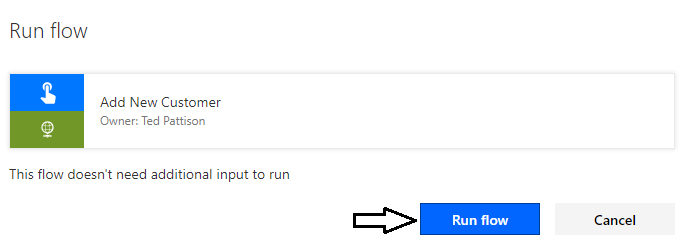 Run flow
Add New Customer
Owner: Ted Pattison
This flow doesn't need additional input to run
Run flow
Cancel